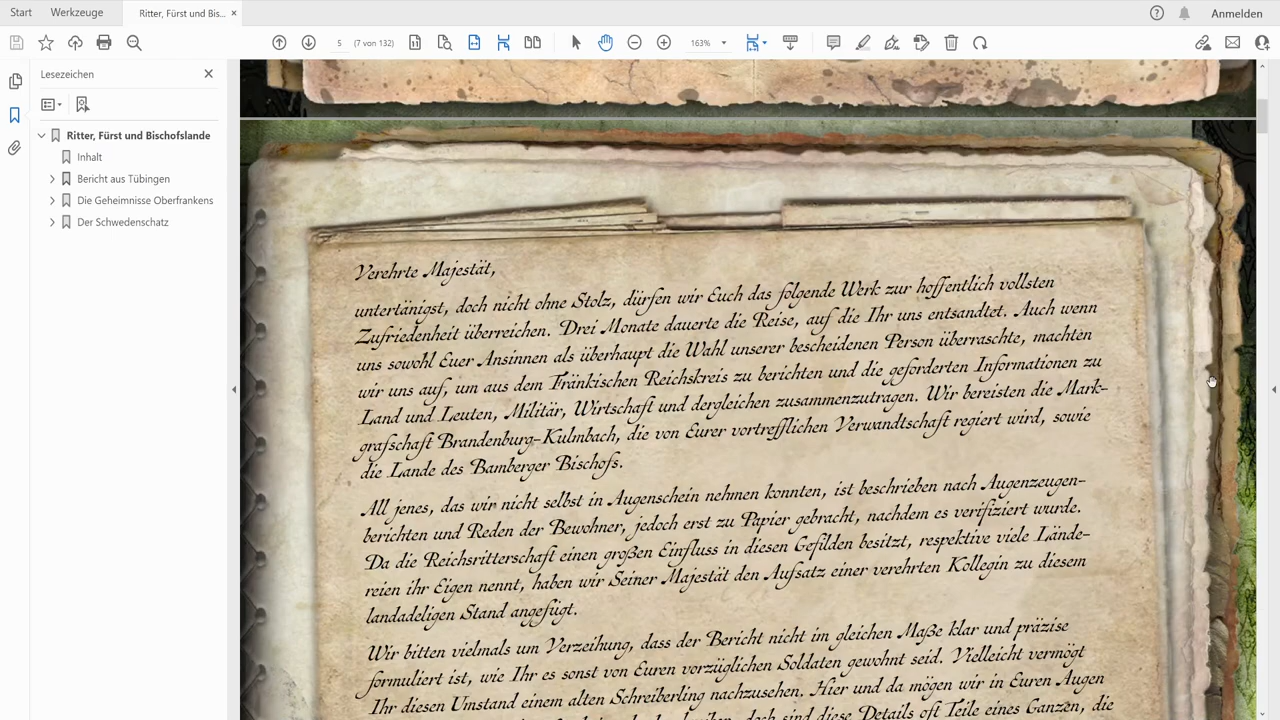 Start
Werkzeuge
Ritter, Fürst und Bis... ×
Anmelden
5 (7 von 132)
163%
Lesezeichen
Ritter, Fürst und Bischofslande
Inhalt
Bericht aus Tübingen
Die Geheimnisse Oberfrankens
Der Schwedenschatz
Verehrte Majestät,
untertänigst, doch nicht ohne Stolz, dürfen wir Euch das folgende Werk zur hoffentlich vollsten
Zufriedenheit überreichen. Drei Monate dauerte die Reise, auf die Ihr uns entsandtet. Auch wenn
uns sowohl Euer Ansinnen als überhaupt die Wahl unserer bescheidenen Person überraschte, machten
wir uns auf, um aus dem Fränkischen Reichskreis zu berichten und die geforderten Informationen zu
Land und Leuten, Militär, Wirtschaft und dergleichen zusammenzutragen. Wir bereisten die Mark-
grafschaft Brandenburg-Kulmbach, die von Eurer vortrefflichen Verwandtschaft regiert wird, sowie
die Lande des Bamberger Bischofs.
All jenes, das wir nicht selbst in Augenschein nehmen konnten, ist beschrieben nach Augenzeugen-
berichten und Reden der Bewohner, jedoch erst zu Papier gebracht, nachdem es verifiziert wurde.
Da die Reichsritterschaft einen großen Einfluss in diesen Gefilden besitzt, respektive viele Lände-
reien ihr Eigen nennt, haben wir Seiner Majestät den Aufsatz einer verehrten Kollegin zu diesem
landadeligen Stand angefügt.
Wir bitten vielmals um Verzeihung, dass der Bericht nicht im gleichen Maße klar und präzise
formuliert ist, wie Ihr es sonst von Euren vorzüglichen Soldaten gewohnt seid. Vielleicht vermögt
Ihr diesen Umstand einem alten Schreiberling nachzusehen. Hier und da mögen wir in Euren Augen
doch sind diese Details oft Teile eines Ganzen, die